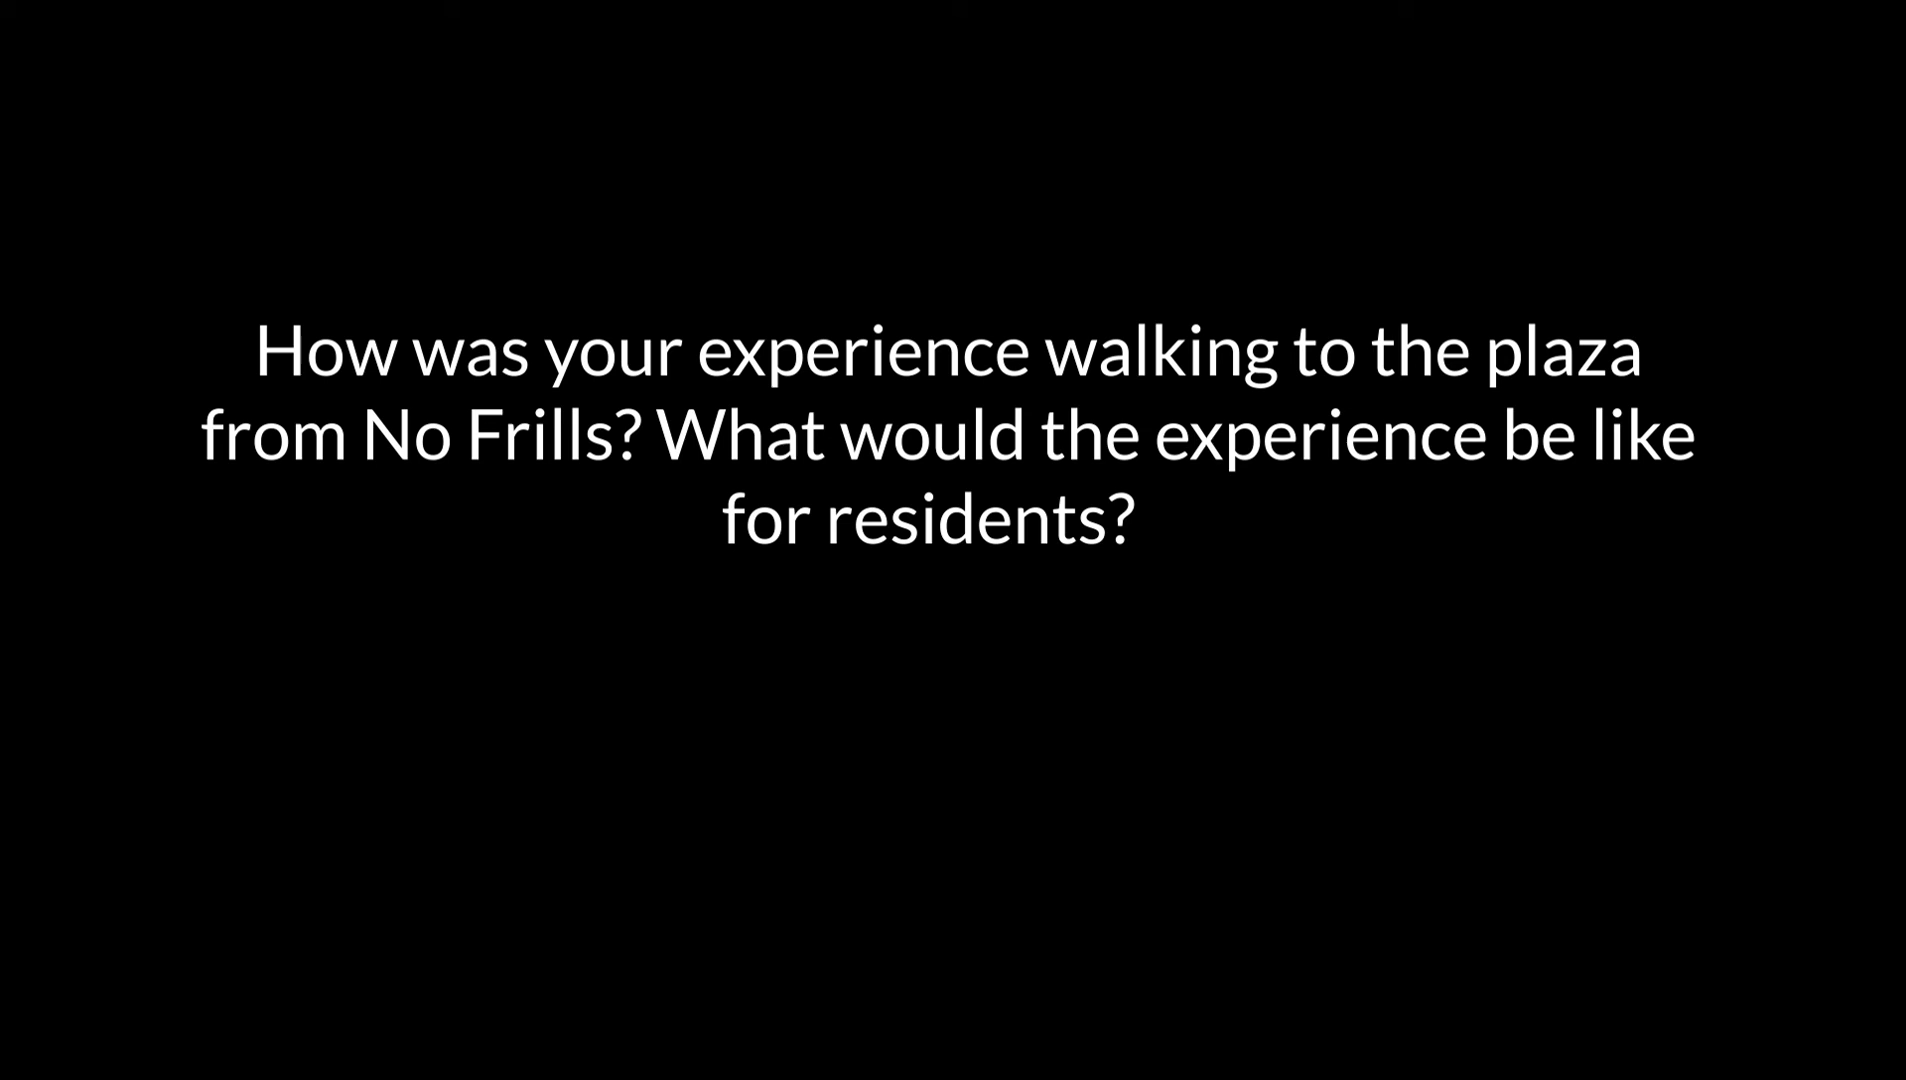 How was your experience walking to the plaza
from No Frills? What would the experience be like
for residents?